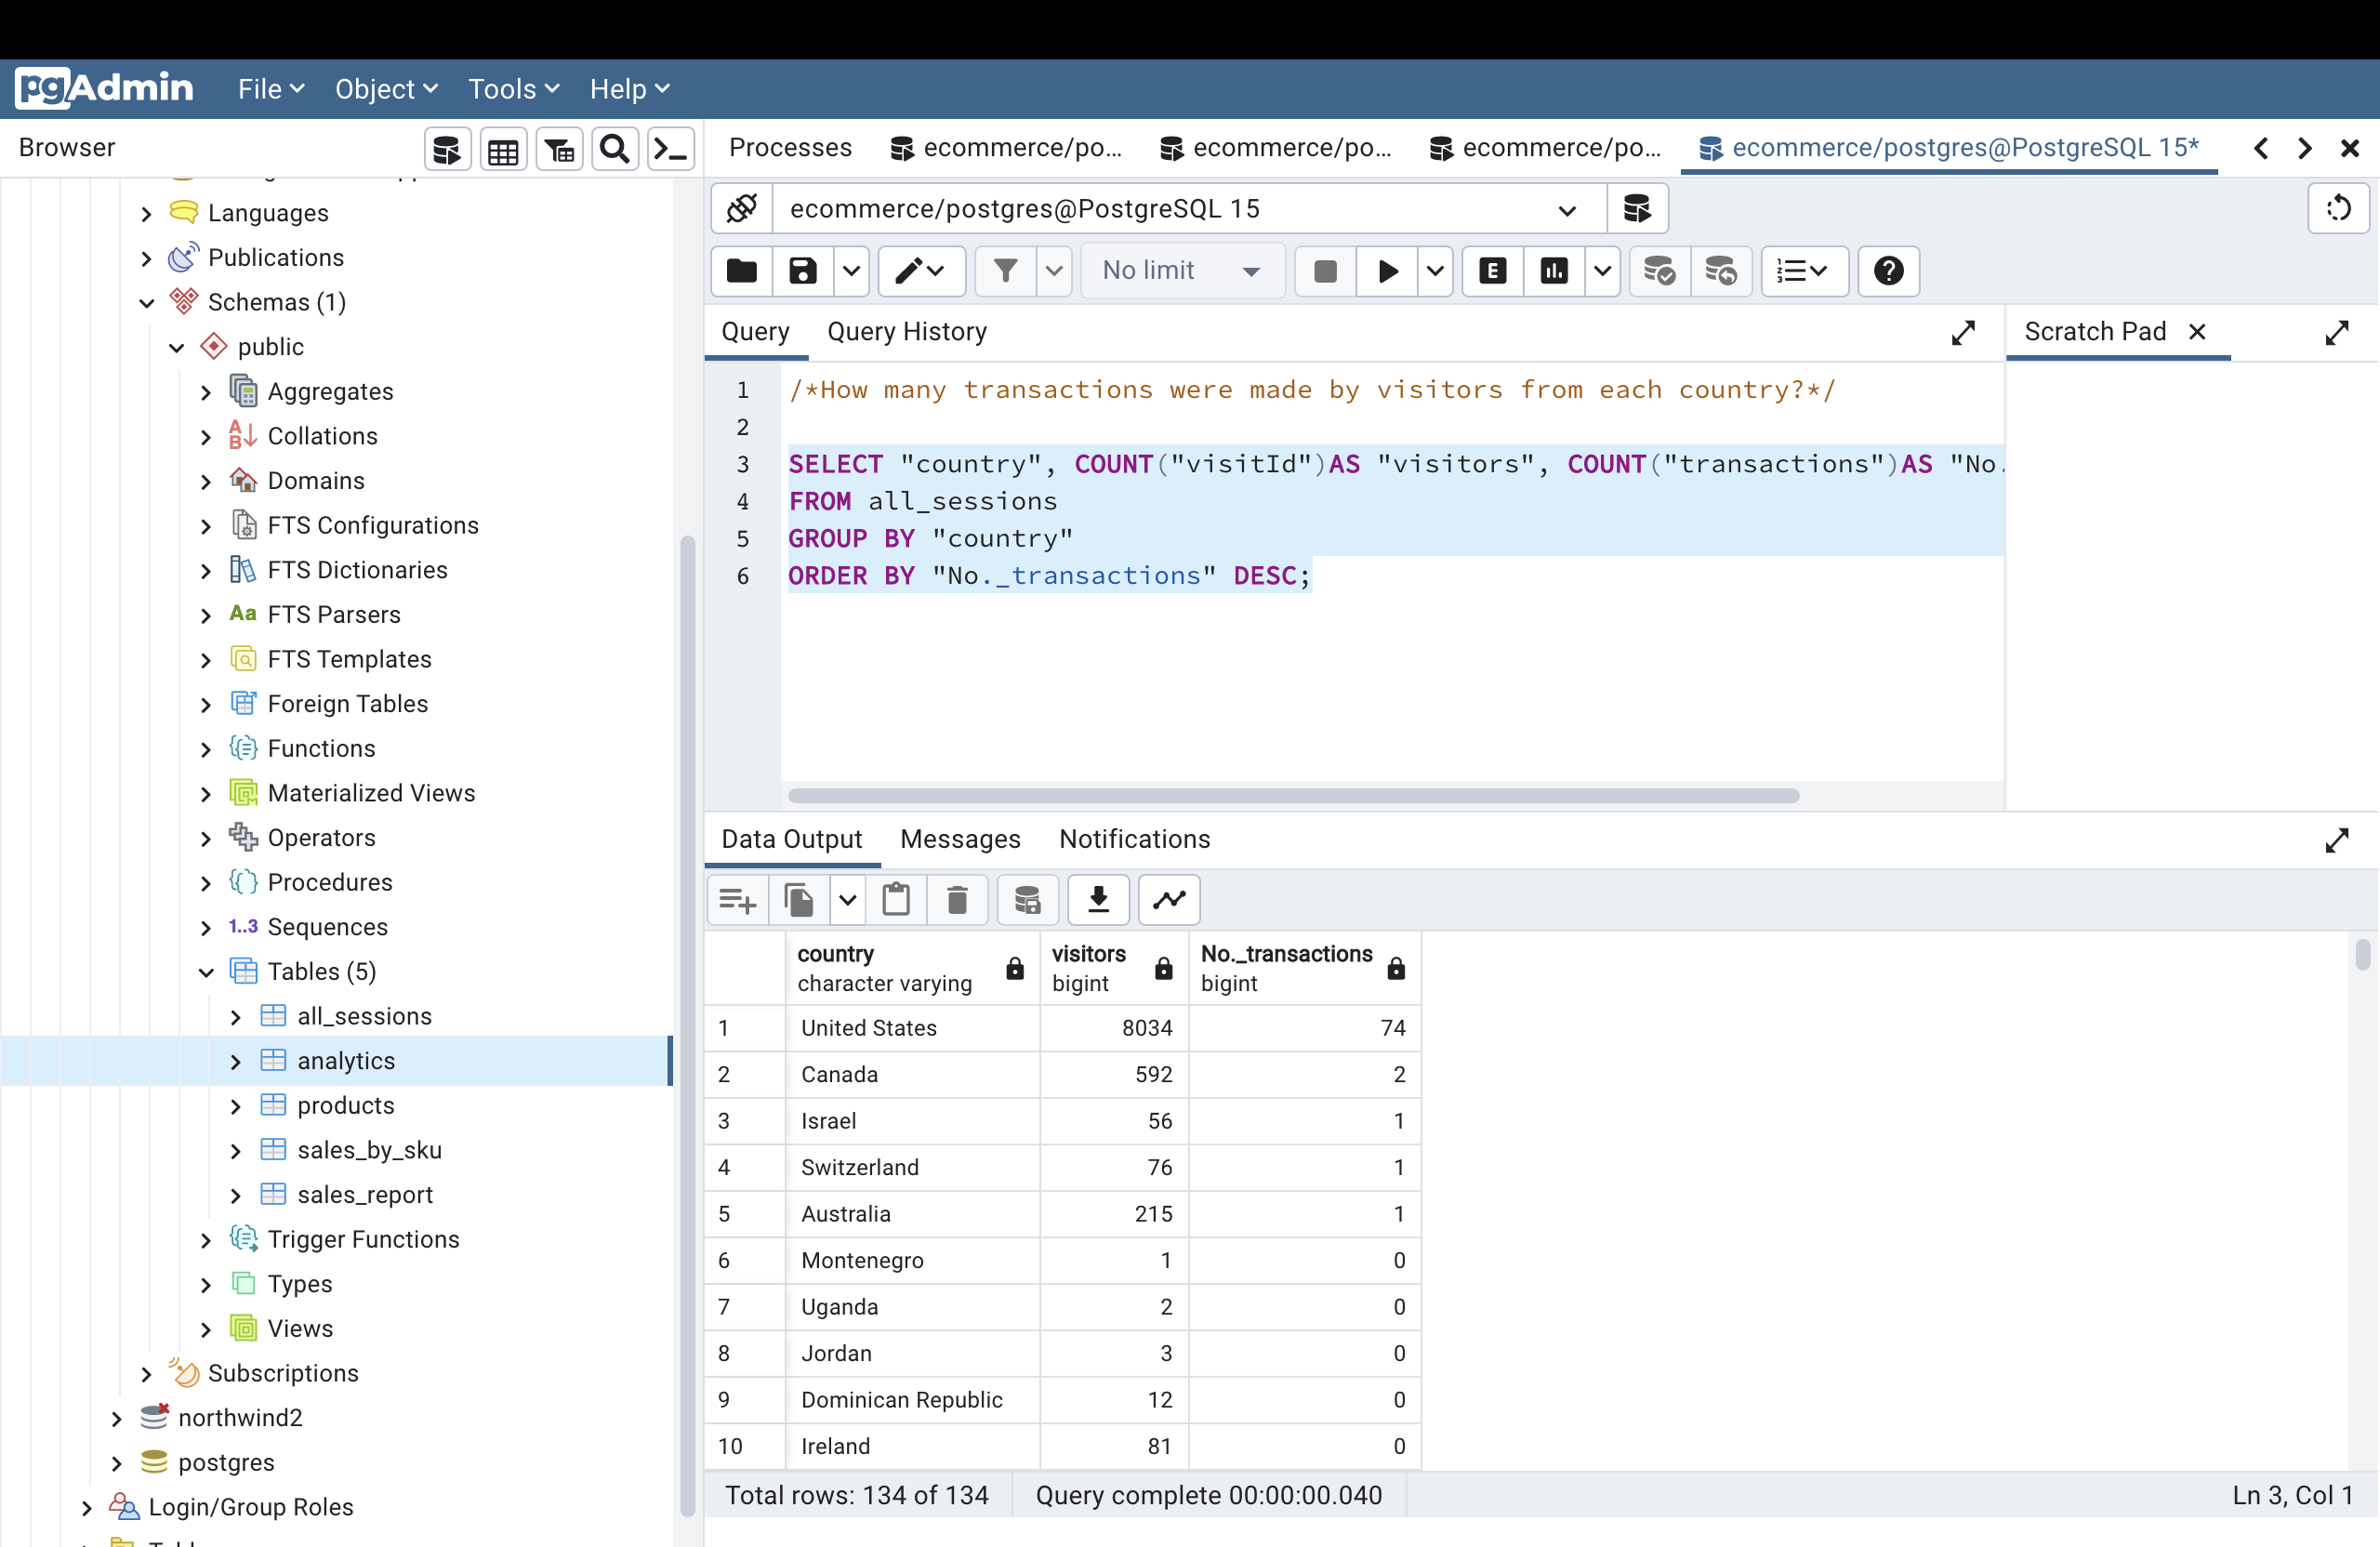 pgAdmin File Object Tools Help
Browser
Processes ecommerce/po... ecommerce/po... ecommerce/po... ecommerce/postgres@PostgreSQL 15*
ecommerce/postgres@PostgreSQL 15
No limit
Query Query History
Scratch Pad
Languages
Publications
Schemas (1)
public
Aggregates
Collations
Domains
FTS Configurations
FTS Dictionaries
Aa FTS Parsers
FTS Templates
Foreign Tables
Functions
Materialized Views
Operators
Procedures
1..3 Sequences
Tables (5)
all_sessions
analytics
products
sales_by_sku
sales_report
Trigger Functions
Types
Views
Subscriptions
northwind2
postgres
Login/Group Roles
1 /*How many transactions were made by visitors from each country?*/
2
3 SELECT "country", COUNT("visitId")AS "visitors", COUNT("transactions")AS "No.
4 FROM all_sessions
5 GROUP BY "country"
6 ORDER BY "No._transactions" DESC;
Data Output Messages Notifications
country visitors No._transactions
character varying bigint bigint
1 United States 8034 74
2 Canada 592 2
3 Israel 56 1
4 Switzerland 76 1
5 Australia 215 1
6 Montenegro 1 0
7 Uganda 2 0
8 Jordan 3 0
9 Dominican Republic 12 0
10 Ireland 81 0
Total rows: 134 of 134 Query complete 00:00:00.040 Ln 3, Col 1